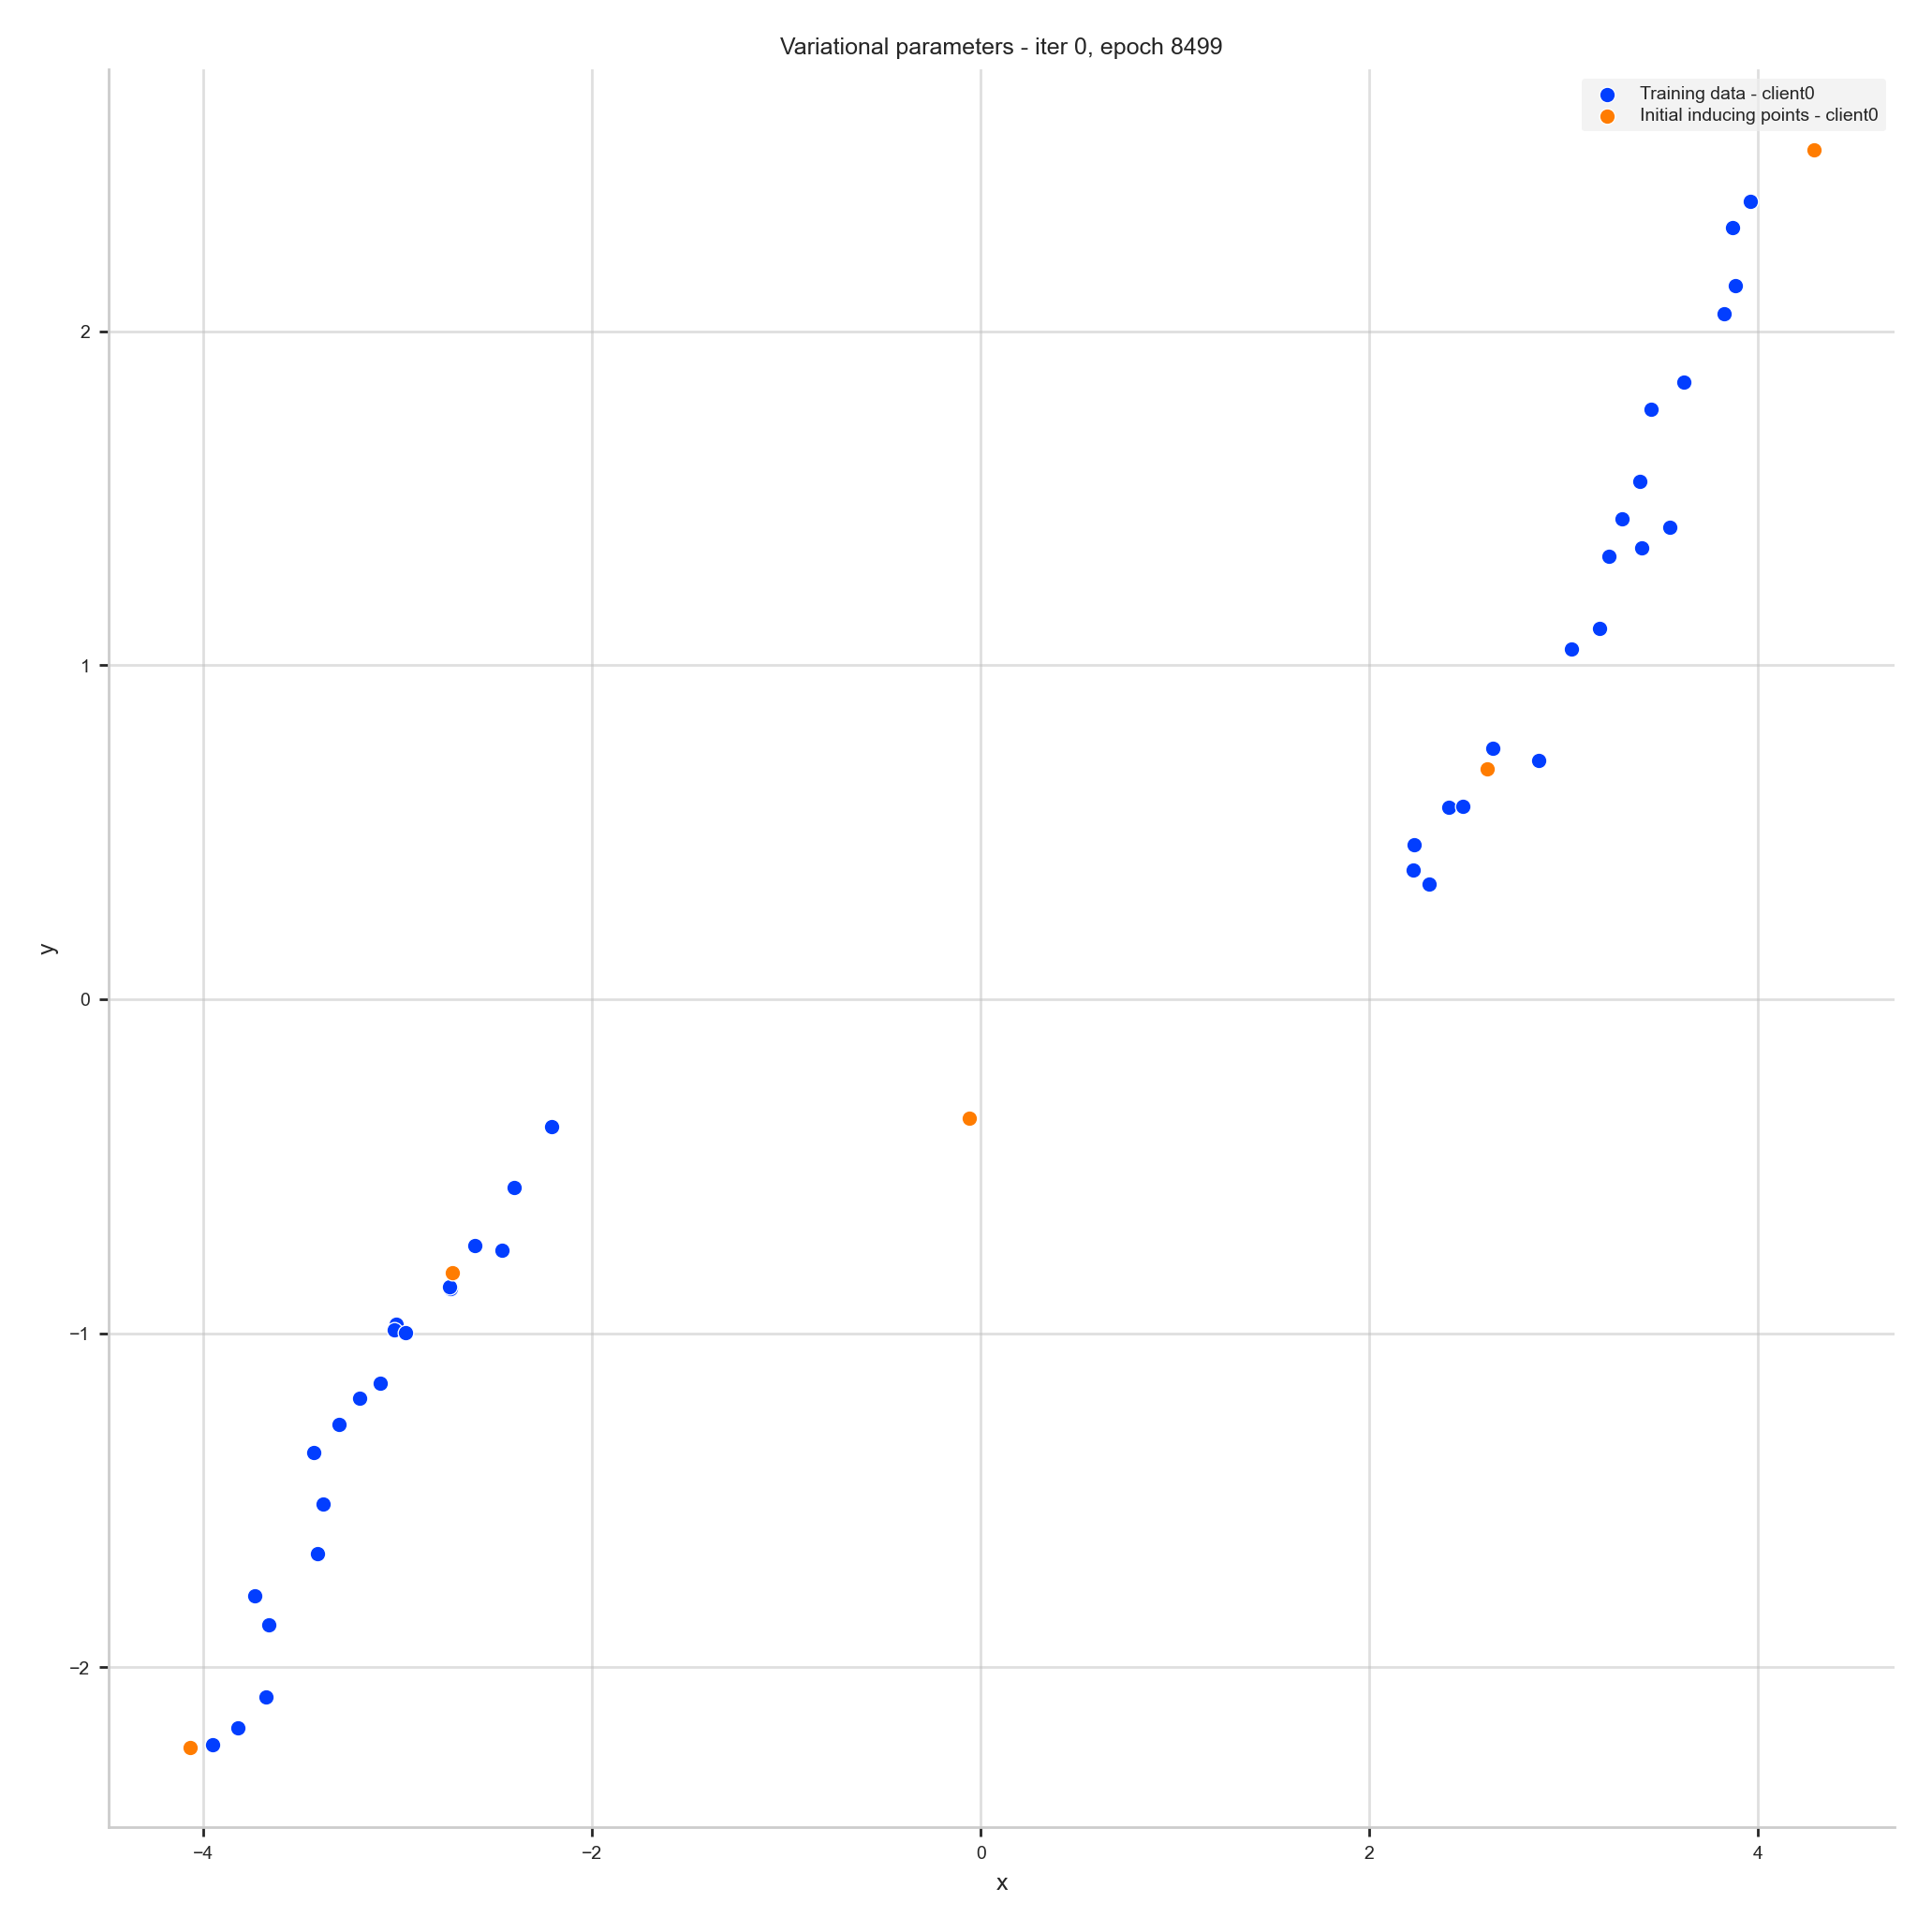 Variational parameters - iter 0, epoch 8499
Training data - client0
Initial inducing points - client0
2
1
0
−1
−2
y
−4 −2 0 2 4
x